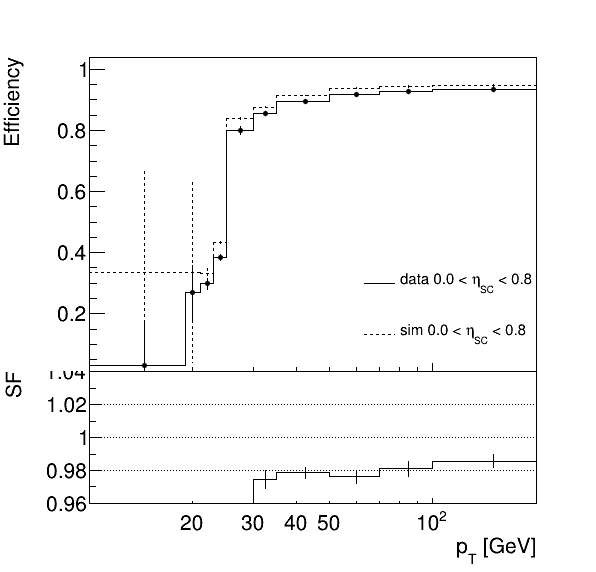 Efficiency
1
0.8
0.6
0.4
0.2
data 0.0 < η_SC < 0.8
sim 0.0 < η_SC < 0.8
SF
1.04
1.02
1
0.98
0.96
20 30 40 50 10²
p_T [GeV]